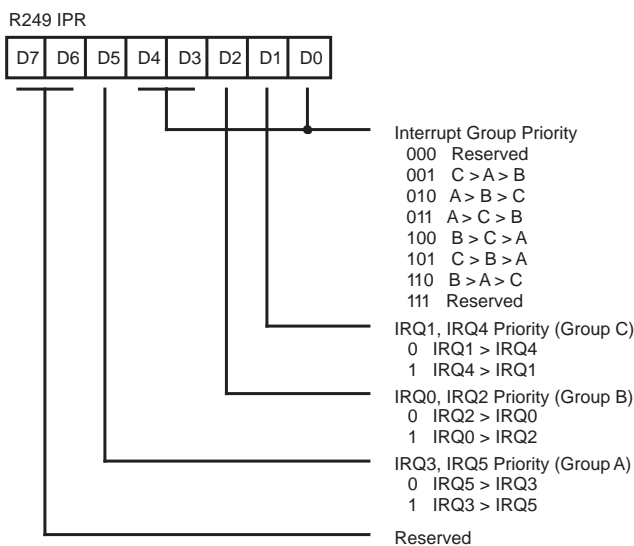 R249 IPR
D7 D6 D5 D4 D3 D2 D1 D0
Interrupt Group Priority
000 Reserved
001 C > A > B
010 A > B > C
011 A > C > B
100 B > C > A
101 C > B > A
110 B > A > C
111 Reserved
IRQ1, IRQ4 Priority (Group C)
0 IRQ1 > IRQ4
1 IRQ4 > IRQ1
IRQ0, IRQ2 Priority (Group B)
0 IRQ2 > IRQ0
1 IRQ0 > IRQ2
IRQ3, IRQ5 Priority (Group A)
0 IRQ5 > IRQ3
1 IRQ3 > IRQ5
Reserved